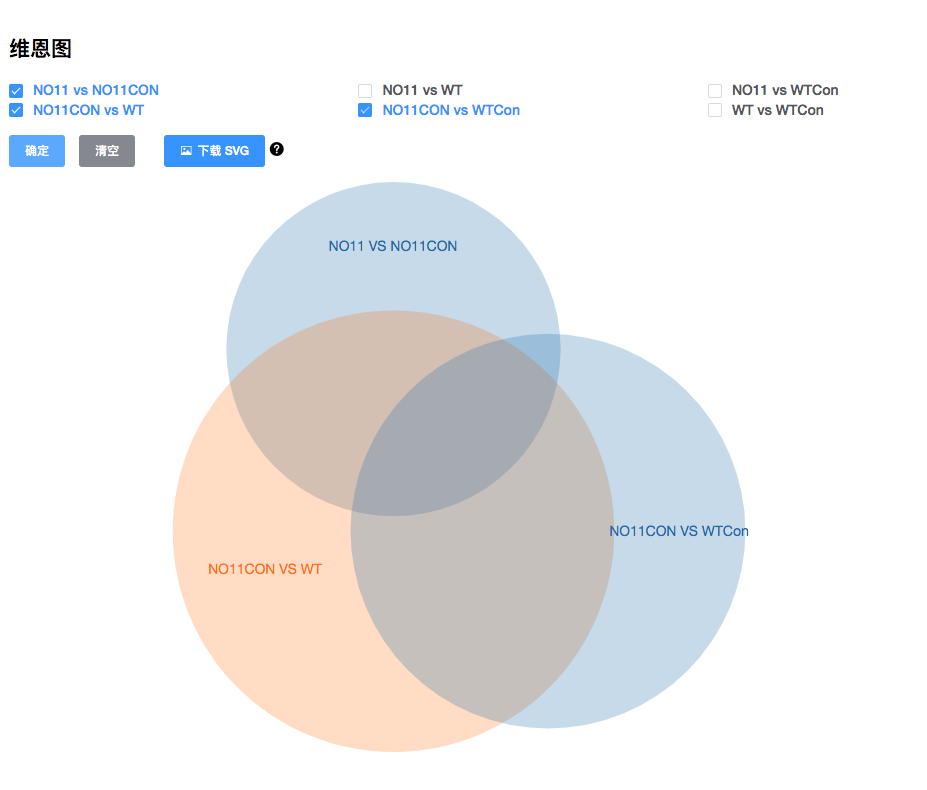 维恩图
NO11 vs NO11CON NO11 vs WT NO11 vs WTCon
NO11CON vs WT NO11CON vs WTCon WT vs WTCon
确定 清空 下载 SVG ?
NO11 VS NO11CON
NO11CON VS WTCon
NO11CON VS WT